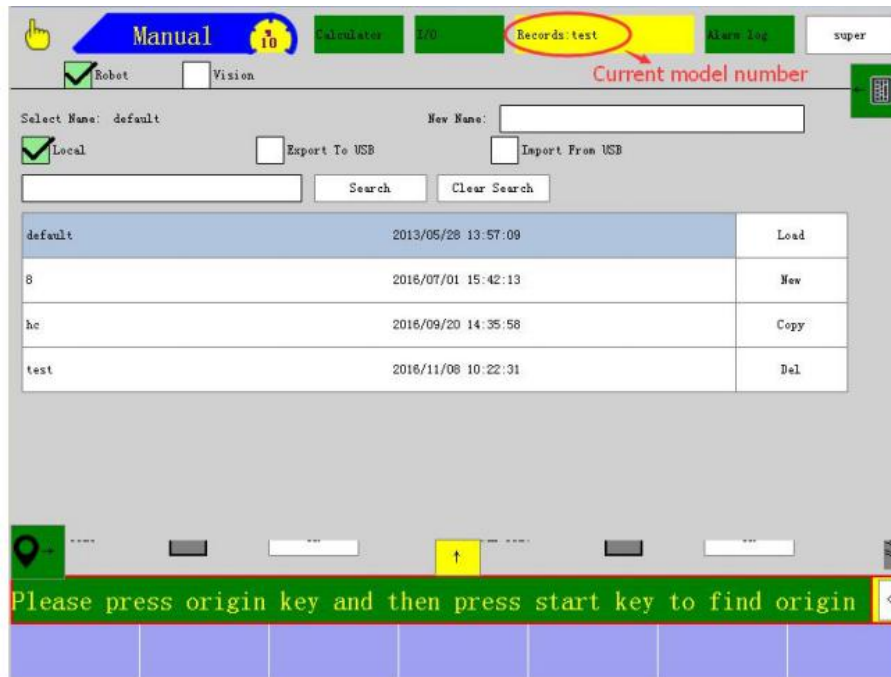 Manual 10 Calculator I/O Records:test Alarm log super
Current model number
Robot Vision
Select Name: default New Name:
Local Export To USB Import From USB
Search Clear Search
default 2013/05/28 13:57:09 Load
8 2016/07/01 15:42:13 New
hc 2016/09/20 14:35:58 Copy
test 2016/11/08 10:22:31 Del
Please press origin key and then press start key to find origin